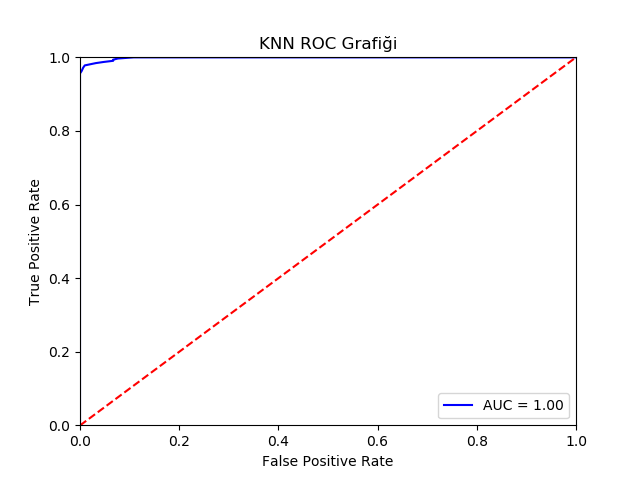 KNN ROC Grafiği
True Positive Rate
1.0
0.8
0.6
0.4
0.2
0.0
AUC = 1.00
0.0 0.2 0.4 0.6 0.8 1.0
False Positive Rate